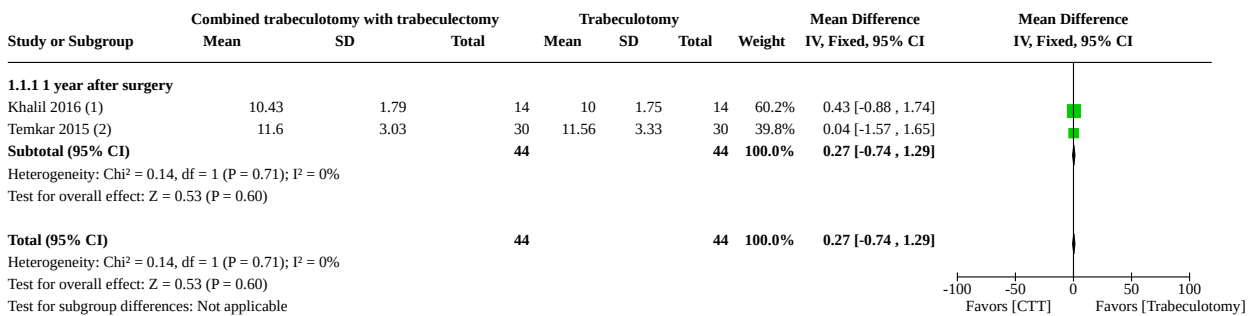 Combined trabeculotomy with trabeculectomy Trabeculotomy Mean Difference Mean Difference
Study or Subgroup Mean SD Total Mean SD Total Weight IV, Fixed, 95% CI IV, Fixed, 95% CI
1.1.1 1 year after surgery
Khalil 2016 (1) 10.43 1.79 14 10 1.75 14 60.2% 0.43 [-0.88 , 1.74]
Temkar 2015 (2) 11.6 3.03 30 11.56 3.33 30 39.8% 0.04 [-1.57 , 1.65]
Subtotal (95% CI) 44 44 100.0% 0.27 [-0.74 , 1.29]
Heterogeneity: Chi² = 0.14, df = 1 (P = 0.71); I² = 0%
Test for overall effect: Z = 0.53 (P = 0.60)
Total (95% CI) 44 44 100.0% 0.27 [-0.74 , 1.29]
Heterogeneity: Chi² = 0.14, df = 1 (P = 0.71); I² = 0%
Test for overall effect: Z = 0.53 (P = 0.60) -100 -50 0 50 100
Test for subgroup differences: Not applicable Favors [CTT] Favors [Trabeculotomy]